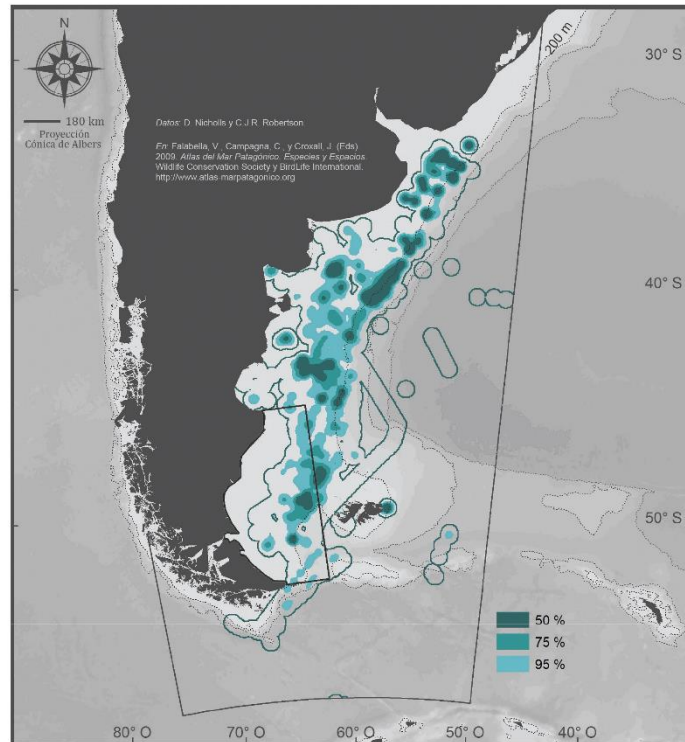 N
180 km
Proyección
Cónica de Albers
Datos: D. Nicholls y C.J.R. Robertson.
En: Falabella, V., Campagna, C., y Croxall, J. (Eds)
2009. Atlas del Mar Patagónico. Especies y Espacios.
Wildlife Conservation Society y BirdLife International.
http://www.atlas-marpatagonico.org
200 m
30° S
40° S
50° S
50 %
75 %
95 %
80° O
70° O
60° O
50° O
40° O